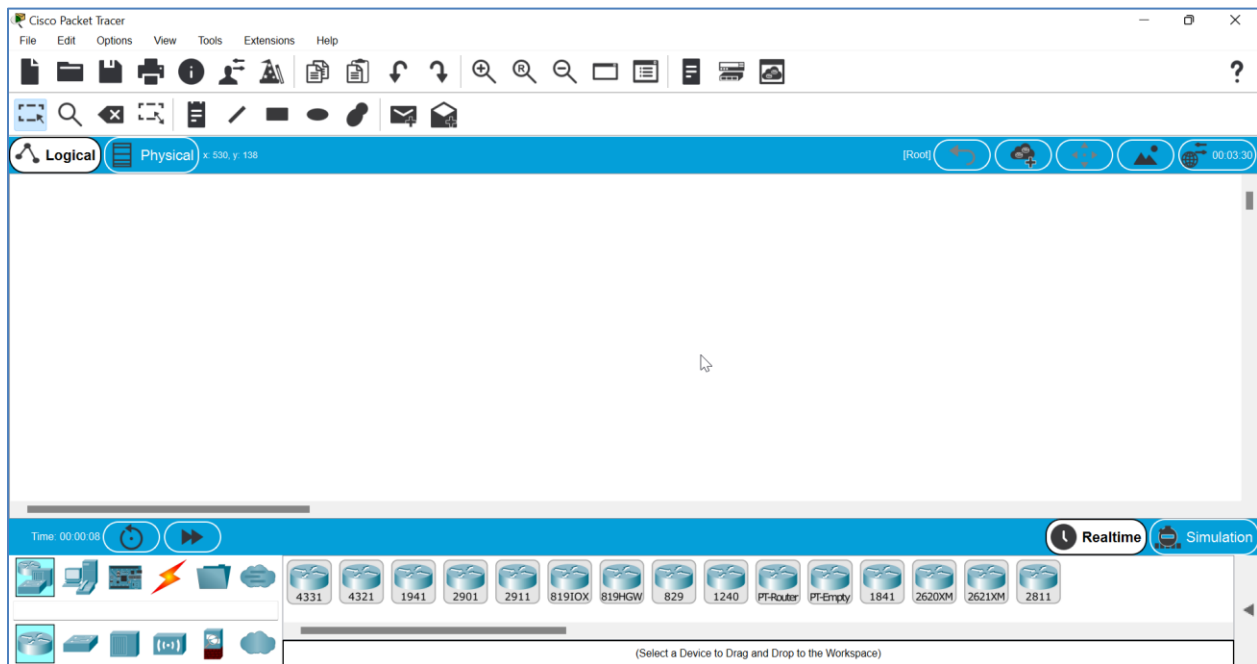 Cisco Packet Tracer
File Edit Options View Tools Extensions Help
Logical Physical x: 530, y: 138 [Root] 00:03:30
Time: 00:00:08 Realtime Simulation
4331 4321 1941 2901 2911 819IOX 819HGW 829 1240 PT-Router PT-Empty 1841 2620XM 2621XM 2811
(Select a Device to Drag and Drop to the Workspace)